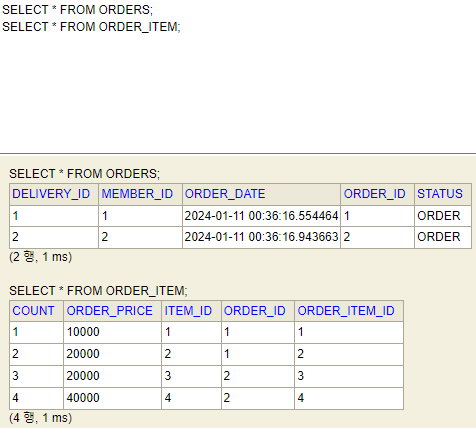 SELECT * FROM ORDERS;
SELECT * FROM ORDER_ITEM;
SELECT * FROM ORDERS;
DELIVERY_ID MEMBER_ID ORDER_DATE ORDER_ID STATUS
1 1 2024-01-11 00:36:16.554464 1 ORDER
2 2 2024-01-11 00:36:16.943663 2 ORDER
(2 행, 1 ms)
SELECT * FROM ORDER_ITEM;
COUNT ORDER_PRICE ITEM_ID ORDER_ID ORDER_ITEM_ID
1 10000 1 1 1
2 20000 2 1 2
3 20000 3 2 3
4 40000 4 2 4
(4 행, 1 ms)